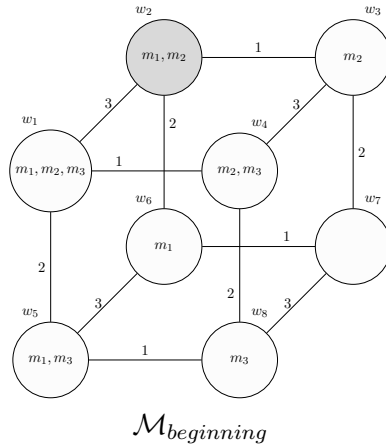 w₂
w₃
m₁, m₂
1
m₂
3
3
w₁
2
w₄
2
m₁, m₂, m₃
1
m₂, m₃
w₆
w₇
m₁
1
2
2
3
3
w₅
w₈
m₁, m₃
1
m₃
ℳ_beginning